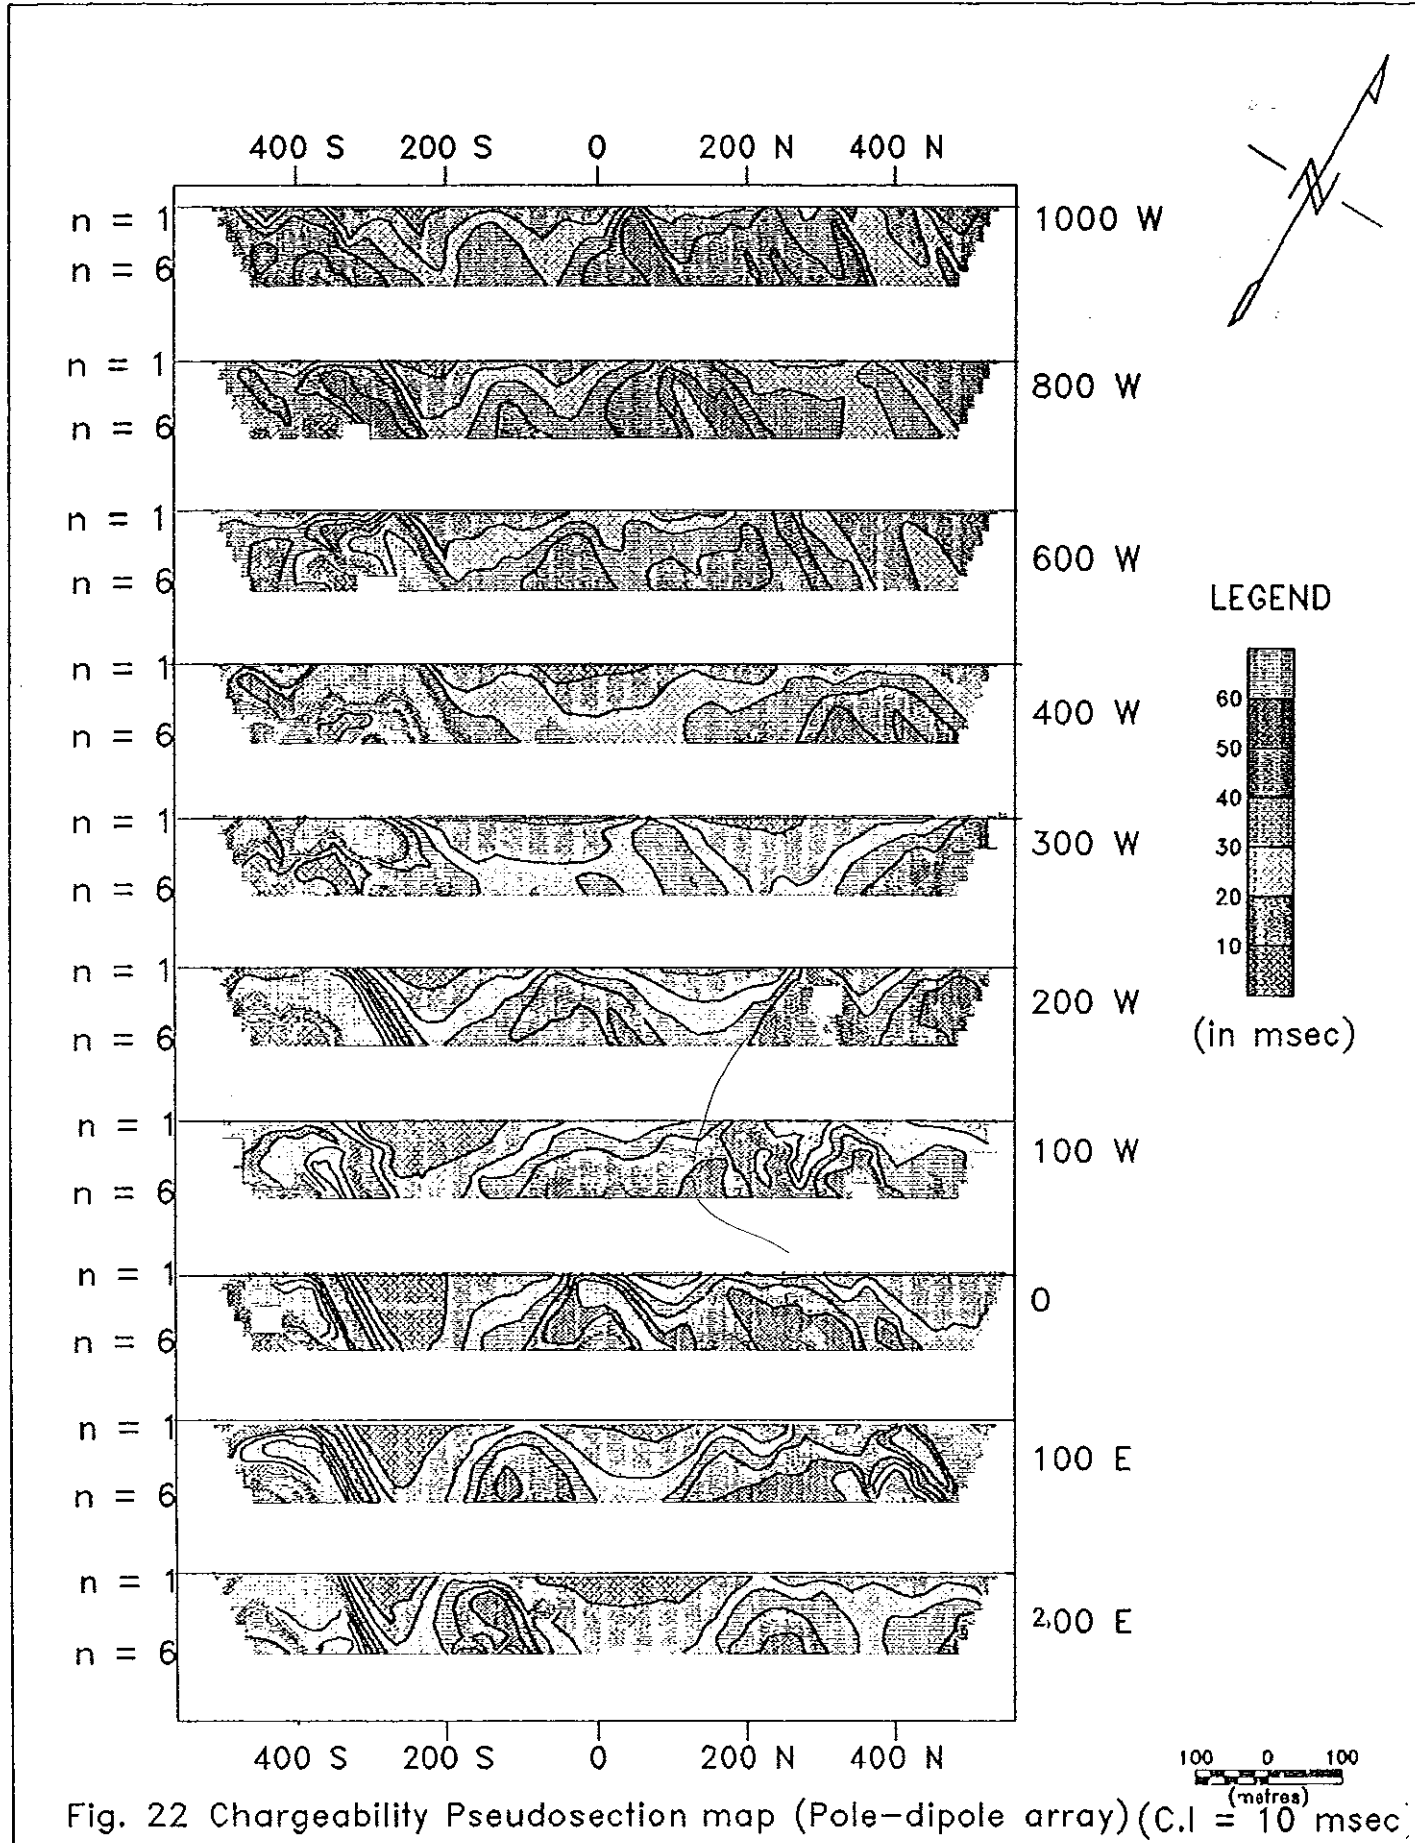 400 S 200 S 0 200 N 400 N
N
n = 1
n = 6
1000 W
n = 1
n = 6
800 W
n = 1
n = 6
600 W
n = 1
n = 6
400 W
n = 1
n = 6
300 W
n = 1
n = 6
200 W
n = 1
n = 6
100 W
n = 1
n = 6
0
n = 1
n = 6
100 E
n = 1
n = 6
200 E
400 S 200 S 0 200 N 400 N
LEGEND
60
50
40
30
20
10
(in msec)
100 0 100
(metres)
Fig. 22 Chargeability Pseudosection map (Pole-dipole array) (C.I = 10 msec)